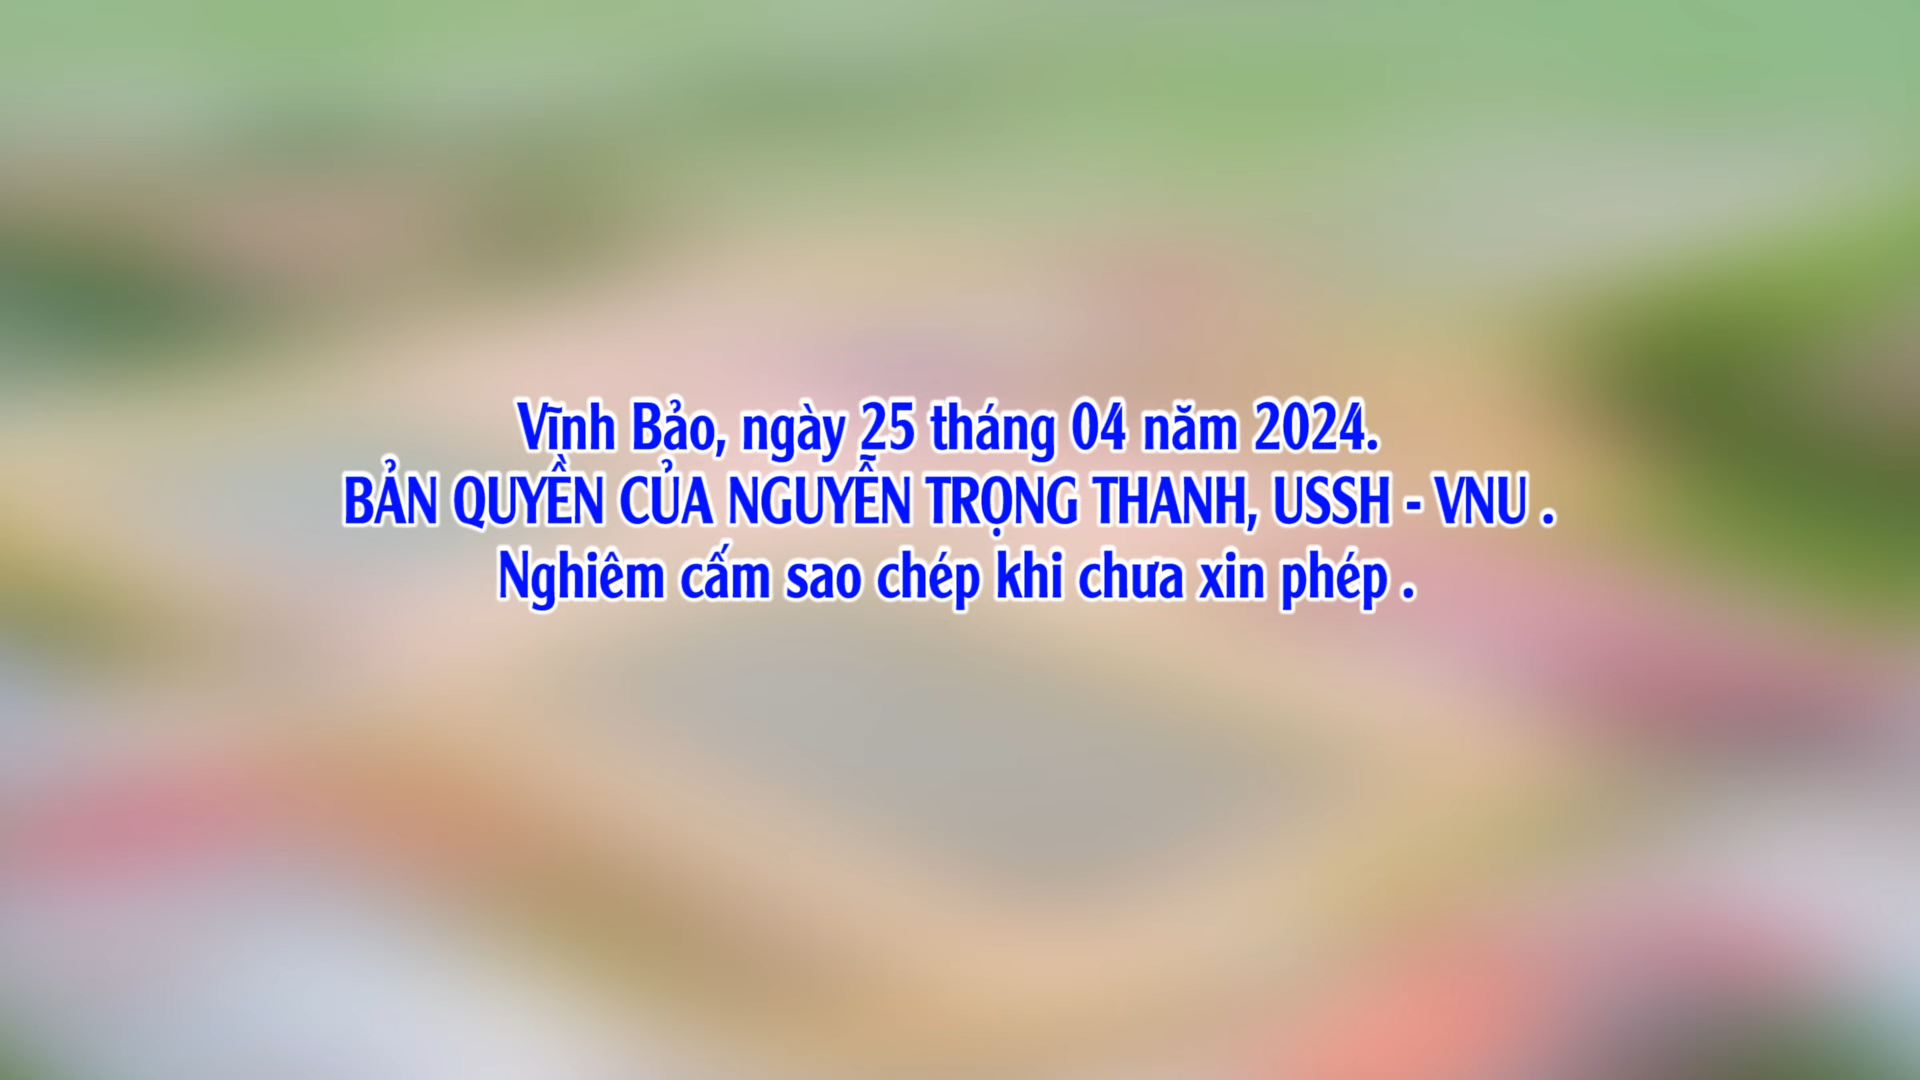 Vĩnh Bảo, ngày 25 tháng 04 năm 2024.
BẢN QUYỀN CỦA NGUYỄN TRỌNG THANH, USSH - VNU .
Nghiêm cấm sao chép khi chưa xin phép .